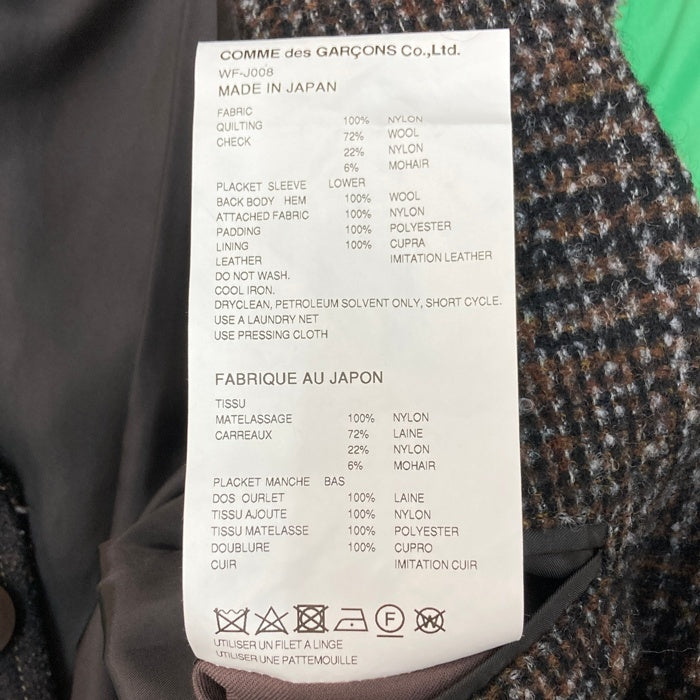 COMME des GARÇONS Co.,Ltd.
WF-J008
MADE IN JAPAN
FABRIC
QUILTING 100% NYLON
CHECK 72% WOOL
22% NYLON
6% MOHAIR
PLACKET SLEEVE LOWER
BACK BODY HEM 100% WOOL
ATTACHED FABRIC 100% NYLON
PADDING 100% POLYESTER
LINING 100% CUPRA
LEATHER IMITATION LEATHER
DO NOT WASH.
COOL IRON.
DRYCLEAN, PETROLEUM SOLVENT ONLY, SHORT CYCLE.
USE A LAUNDRY NET
USE PRESSING CLOTH
FABRIQUE AU JAPON
TISSU
MATELASSAGE 100% NYLON
CARREAUX 72% LAINE
22% NYLON
6% MOHAIR
PLACKET MANCHE BAS
DOS OURLET 100% LAINE
TISSU AJOUTE 100% NYLON
TISSU MATELASSE 100% POLYESTER
DOUBLURE 100% CUPRO
CUIR IMITATION CUIR
F W
UTILISER UN FILET A LINGE
UTILISER UNE PATTEMOUILLE